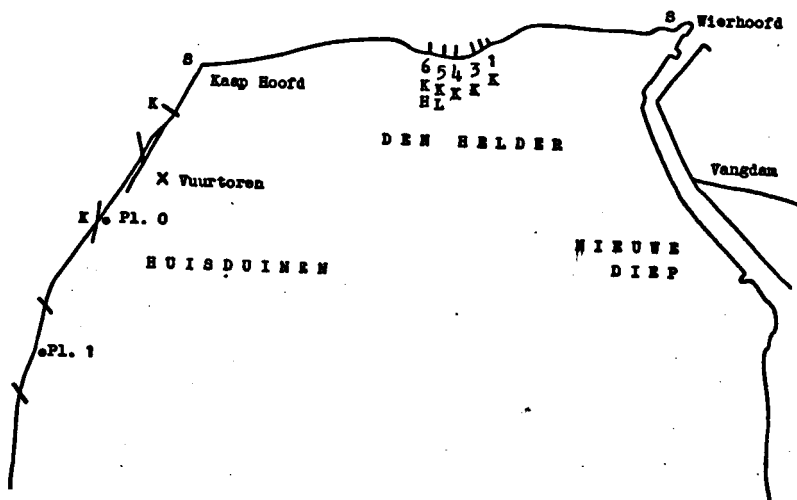 S Wierhoofd
S
Kaap Hoofd
6 5 4 3 1
K K K K K
H L
K
DEN HELDER
Vangdam
X Vuurtoren
K Pl. 0
HUISDUINEN
NIEUWE
DIEP
Pl. 1